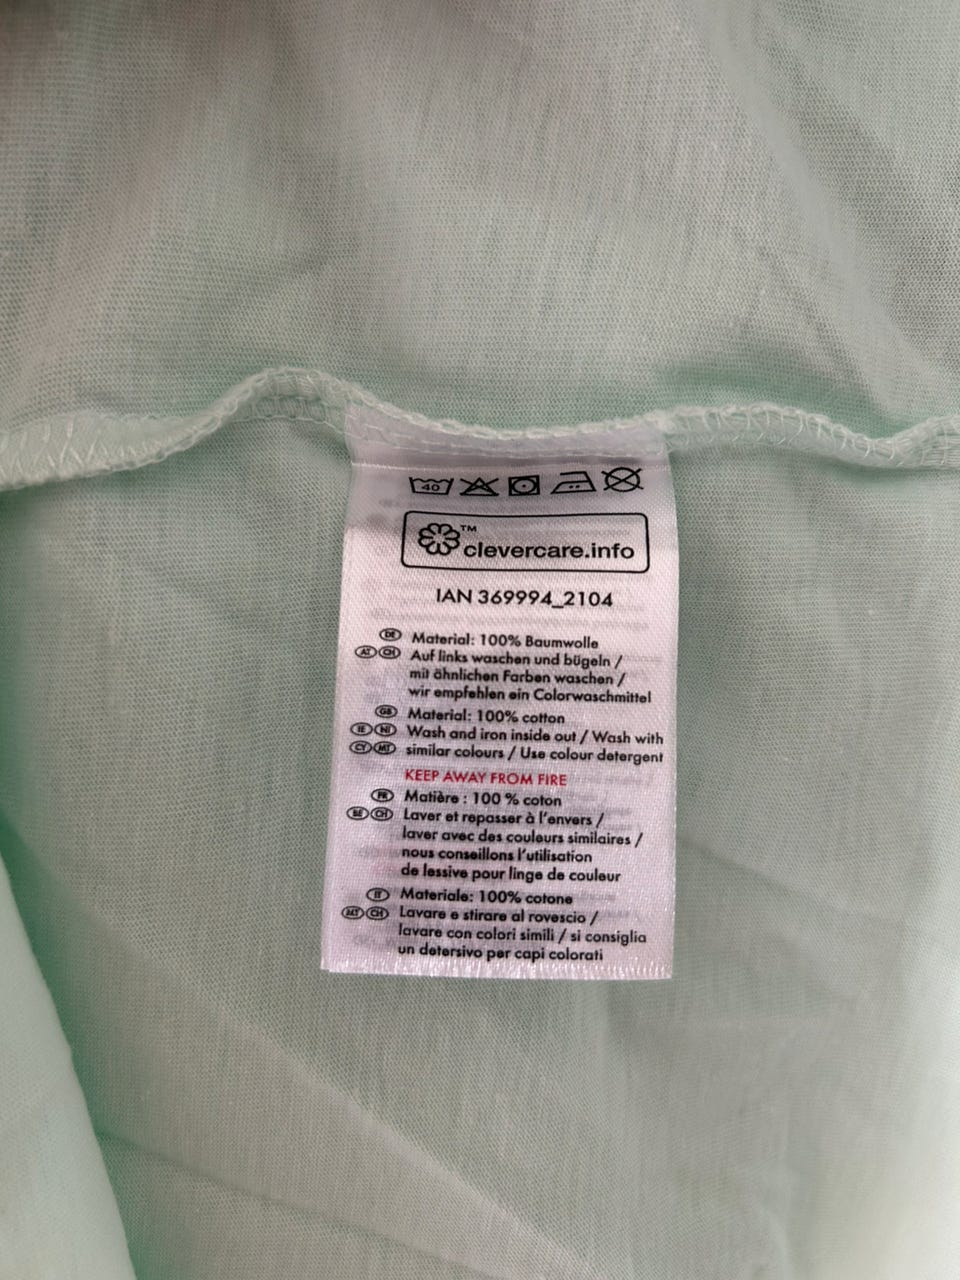 40
™
clevercare.info
IAN 369994_2104
DE Material: 100% Baumwolle
AT CH Auf links waschen und bügeln /
mit ähnlichen Farben waschen /
wir empfehlen ein Colorwaschmittel
GB Material: 100% cotton
IE NI Wash and iron inside out / Wash with
CY MT similar colours / Use colour detergent
KEEP AWAY FROM FIRE
FR Matière : 100 % coton
BE CH Laver et repasser à l'envers /
laver avec des couleurs similaires /
nous conseillons l'utilisation
de lessive pour linge de couleur
IT Materiale: 100% cotone
MT CH Lavare e stirare al rovescio /
lavare con colori simili / si consiglia
un detersivo per capi colorati